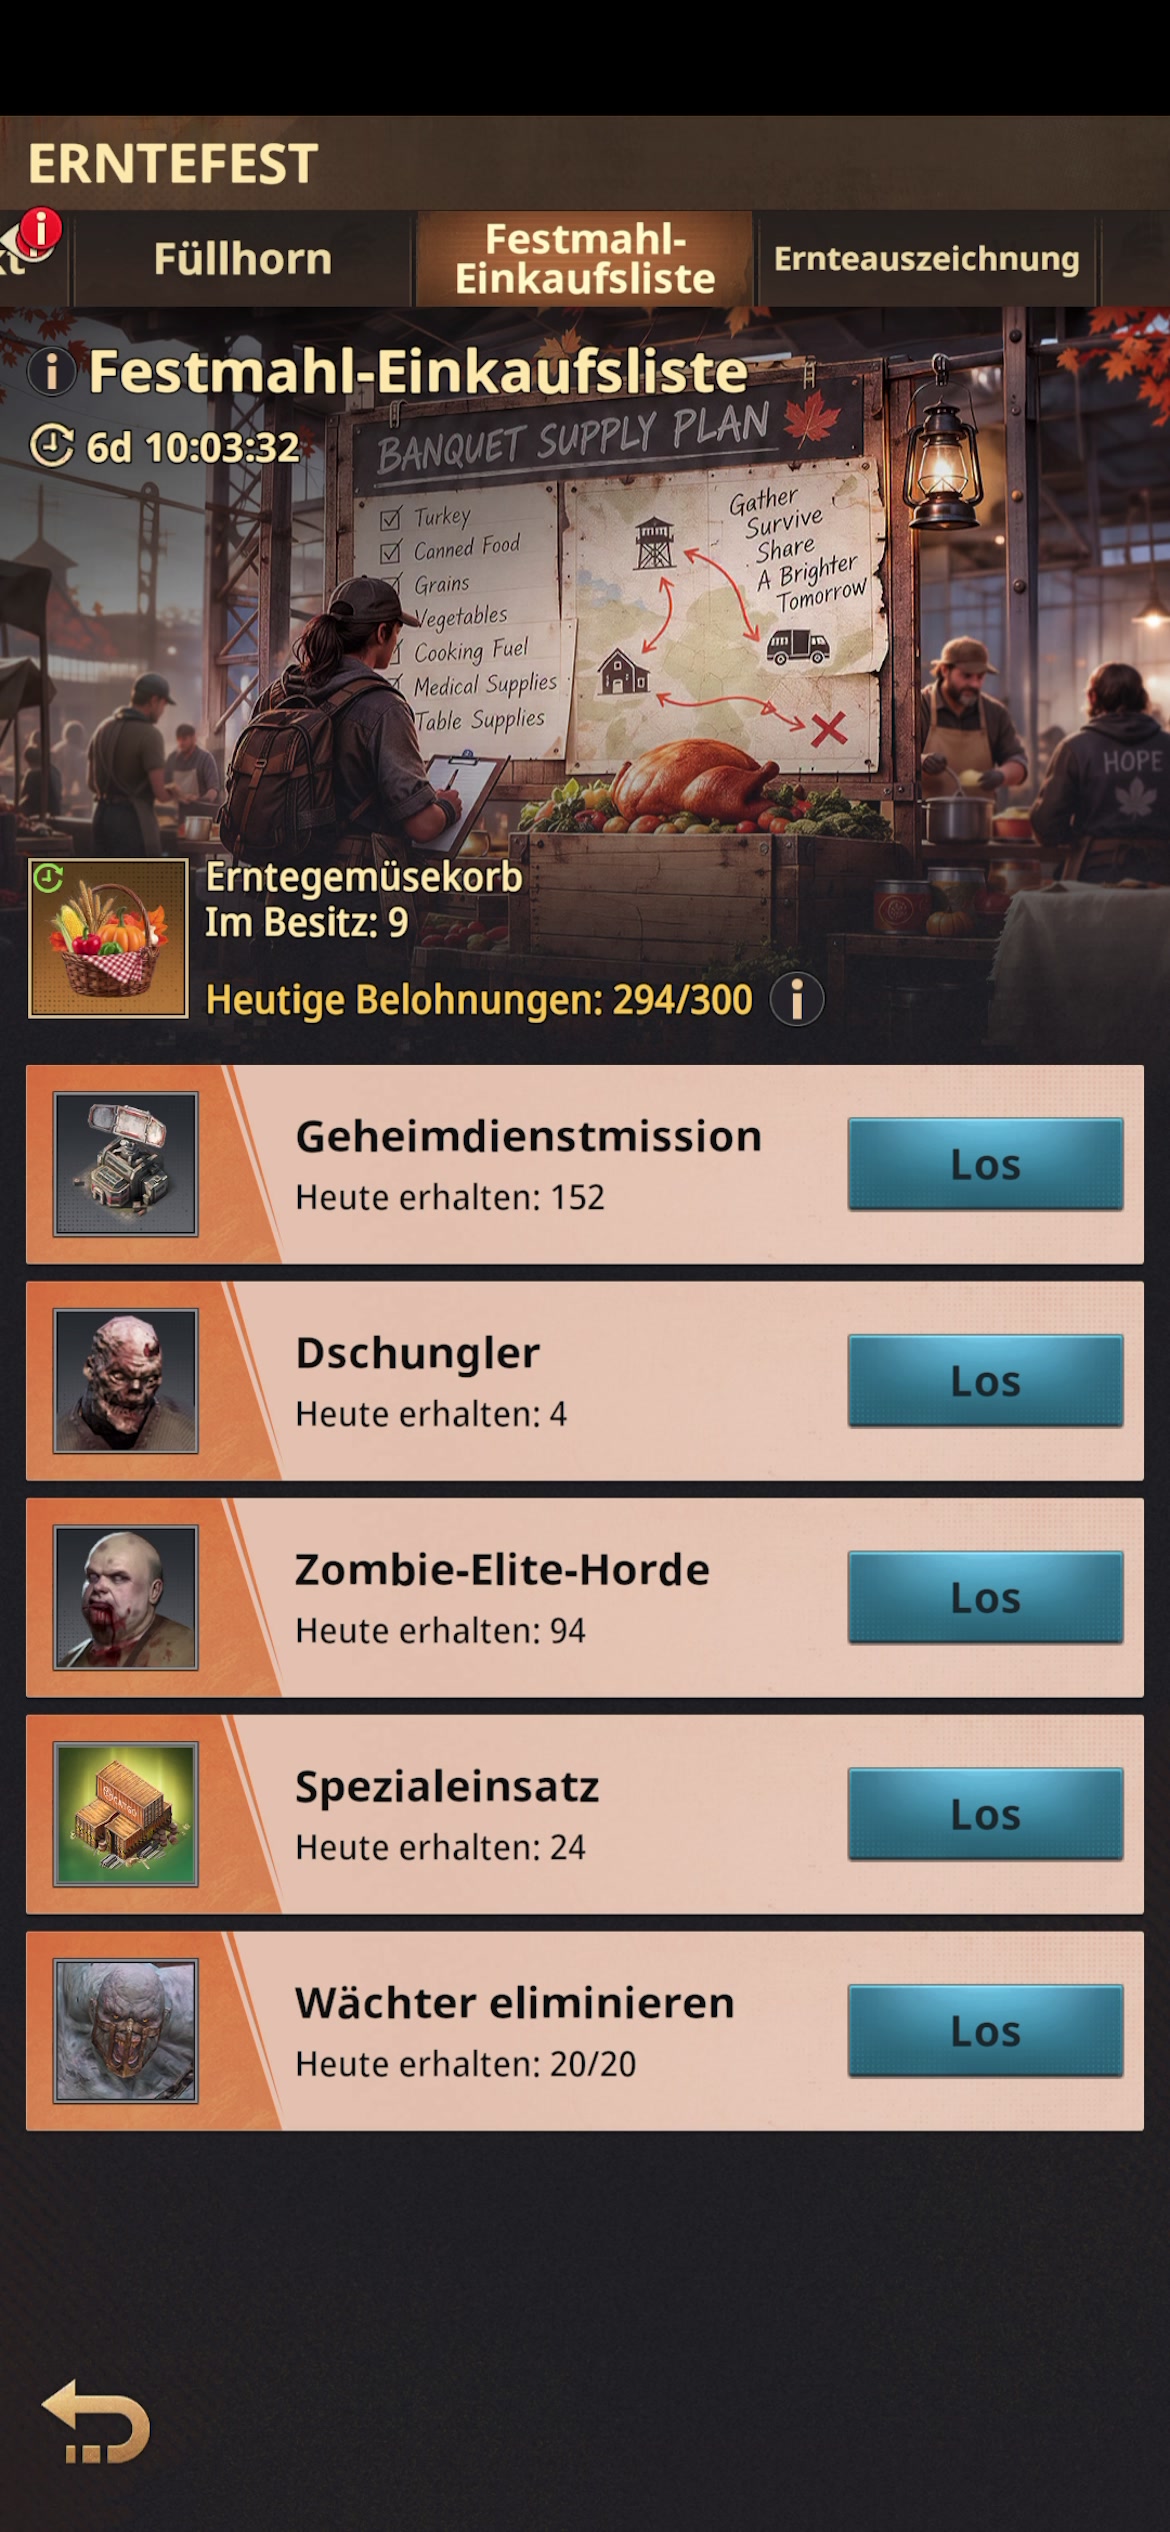 ERNTEFEST
Füllhorn
Festmahl-
Einkaufsliste
Ernteauszeichnung
Festmahl-Einkaufsliste
6d 10:03:32
BANQUET SUPPLY PLAN
Turkey
Canned Food
Grains
Vegetables
Cooking Fuel
Medical Supplies
Table Supplies
Gather
Survive
Share
A Brighter
Tomorrow
HOPE
Erntegemüsekorb
Im Besitz: 9
Heutige Belohnungen: 294/300
Geheimdienstmission
Heute erhalten: 152
Los
Dschungler
Heute erhalten: 4
Los
Zombie-Elite-Horde
Heute erhalten: 94
Los
Spezialeinsatz
Heute erhalten: 24
Los
Wächter eliminieren
Heute erhalten: 20/20
Los